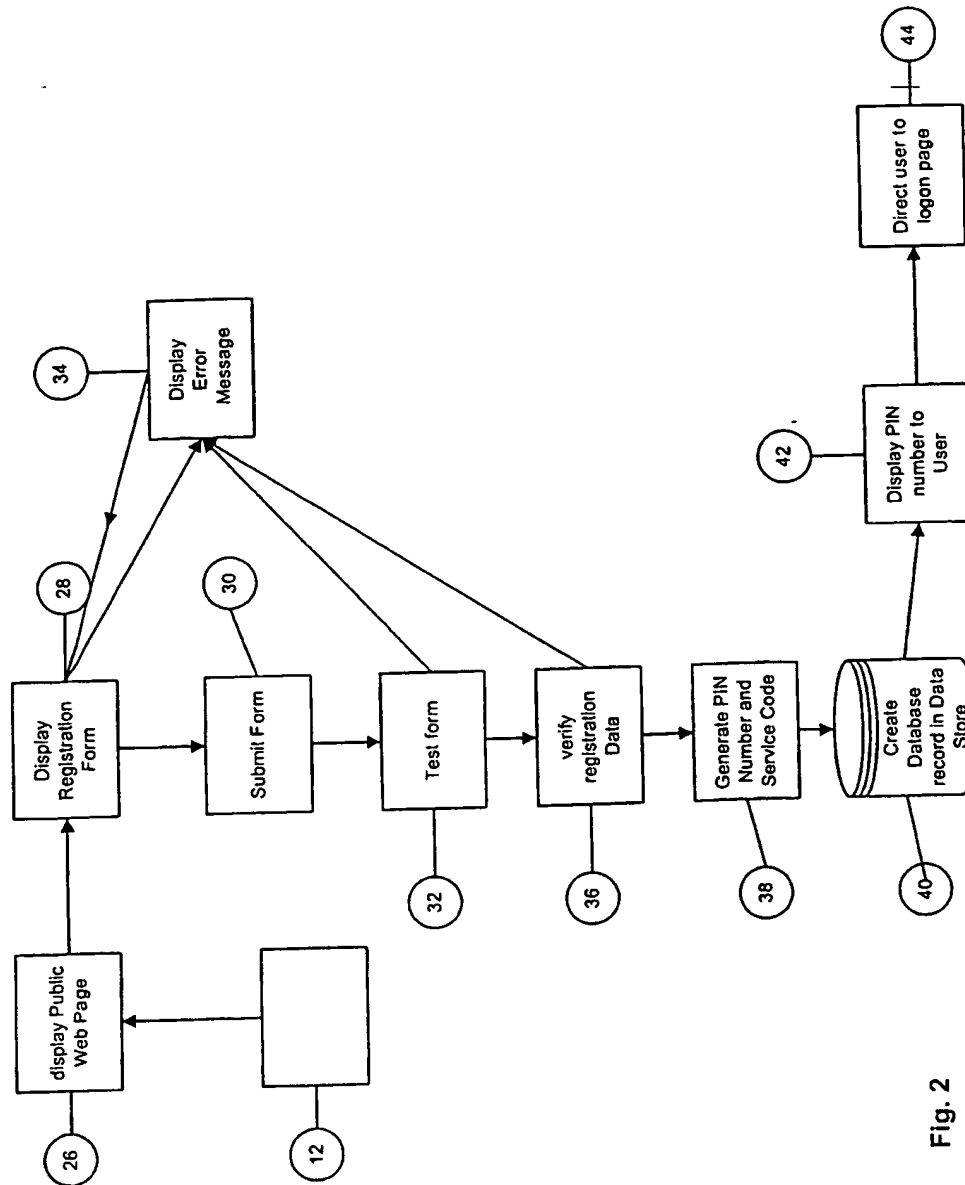 26
display Public
Web Page
12
28
Display
Registration
Form
34
Display
Error
Message
30
Submit Form
32
Test form
36
verify
registration
Data
38
Generate PIN
Number and
Service Code
40
Create
Database
record in Data
Store
42
Display PIN
number to
User
44
Direct user to
logon page
Fig. 2